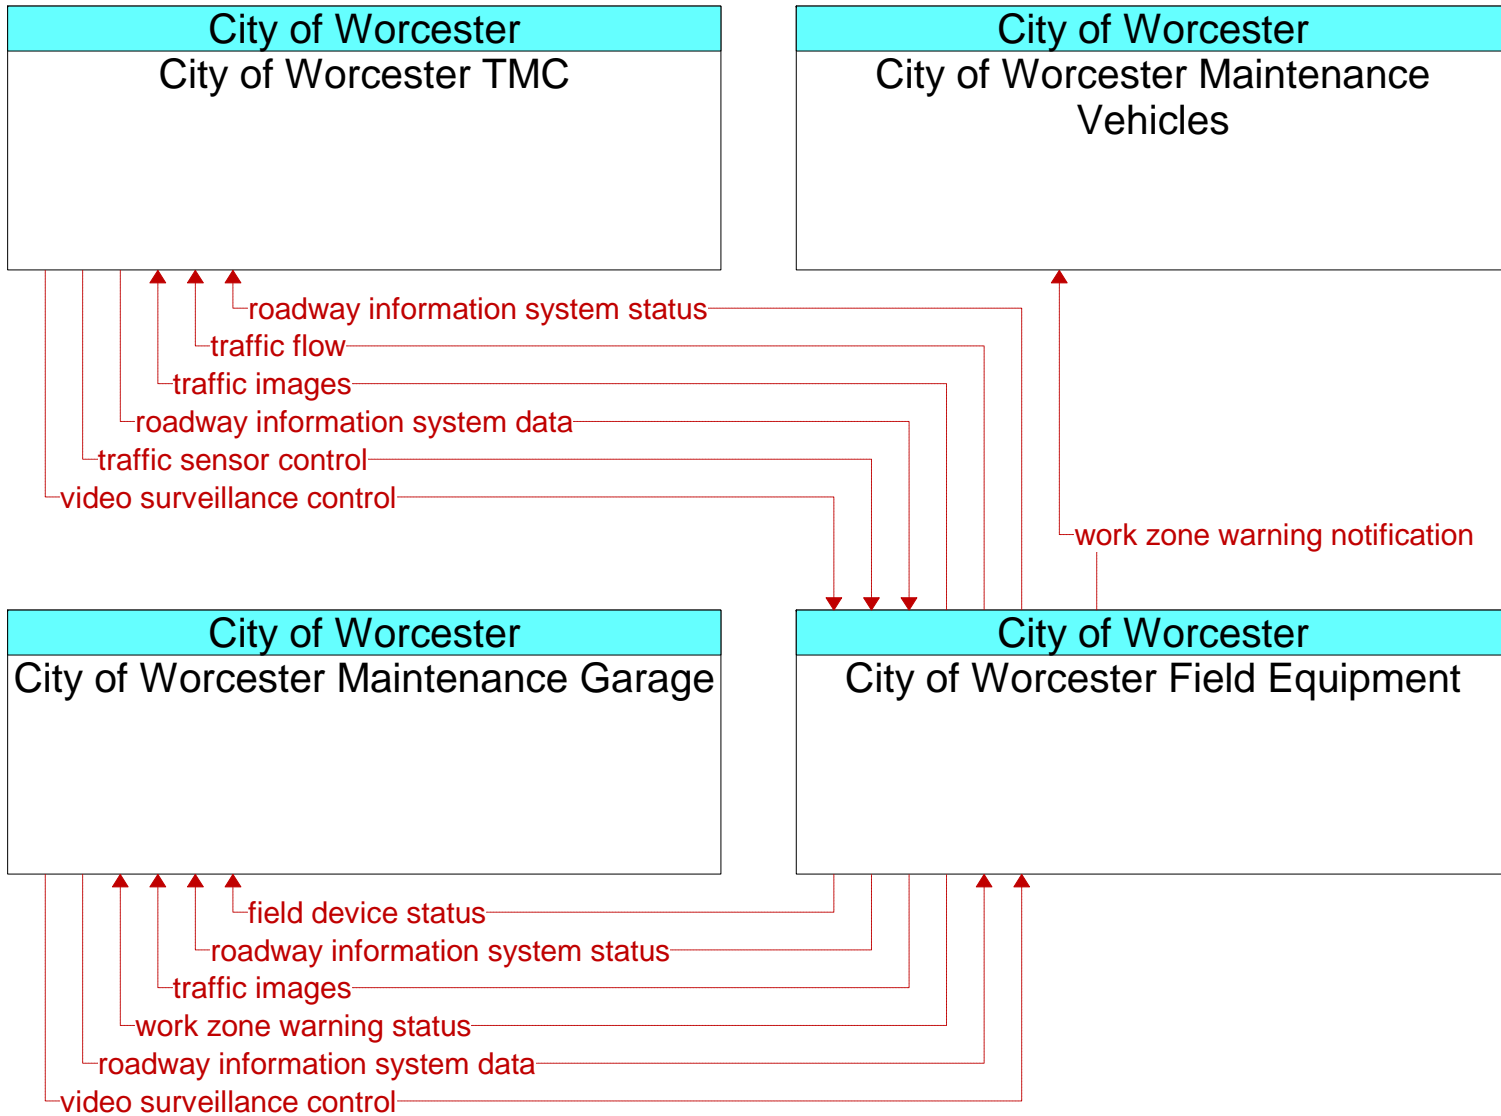 City of Worcester
City of Worcester TMC
City of Worcester
City of Worcester Maintenance
Vehicles
roadway information system status
traffic flow
traffic images
roadway information system data
traffic sensor control
video surveillance control
work zone warning notification
City of Worcester
City of Worcester Maintenance Garage
City of Worcester
City of Worcester Field Equipment
field device status
roadway information system status
traffic images
work zone warning status
roadway information system data
video surveillance control